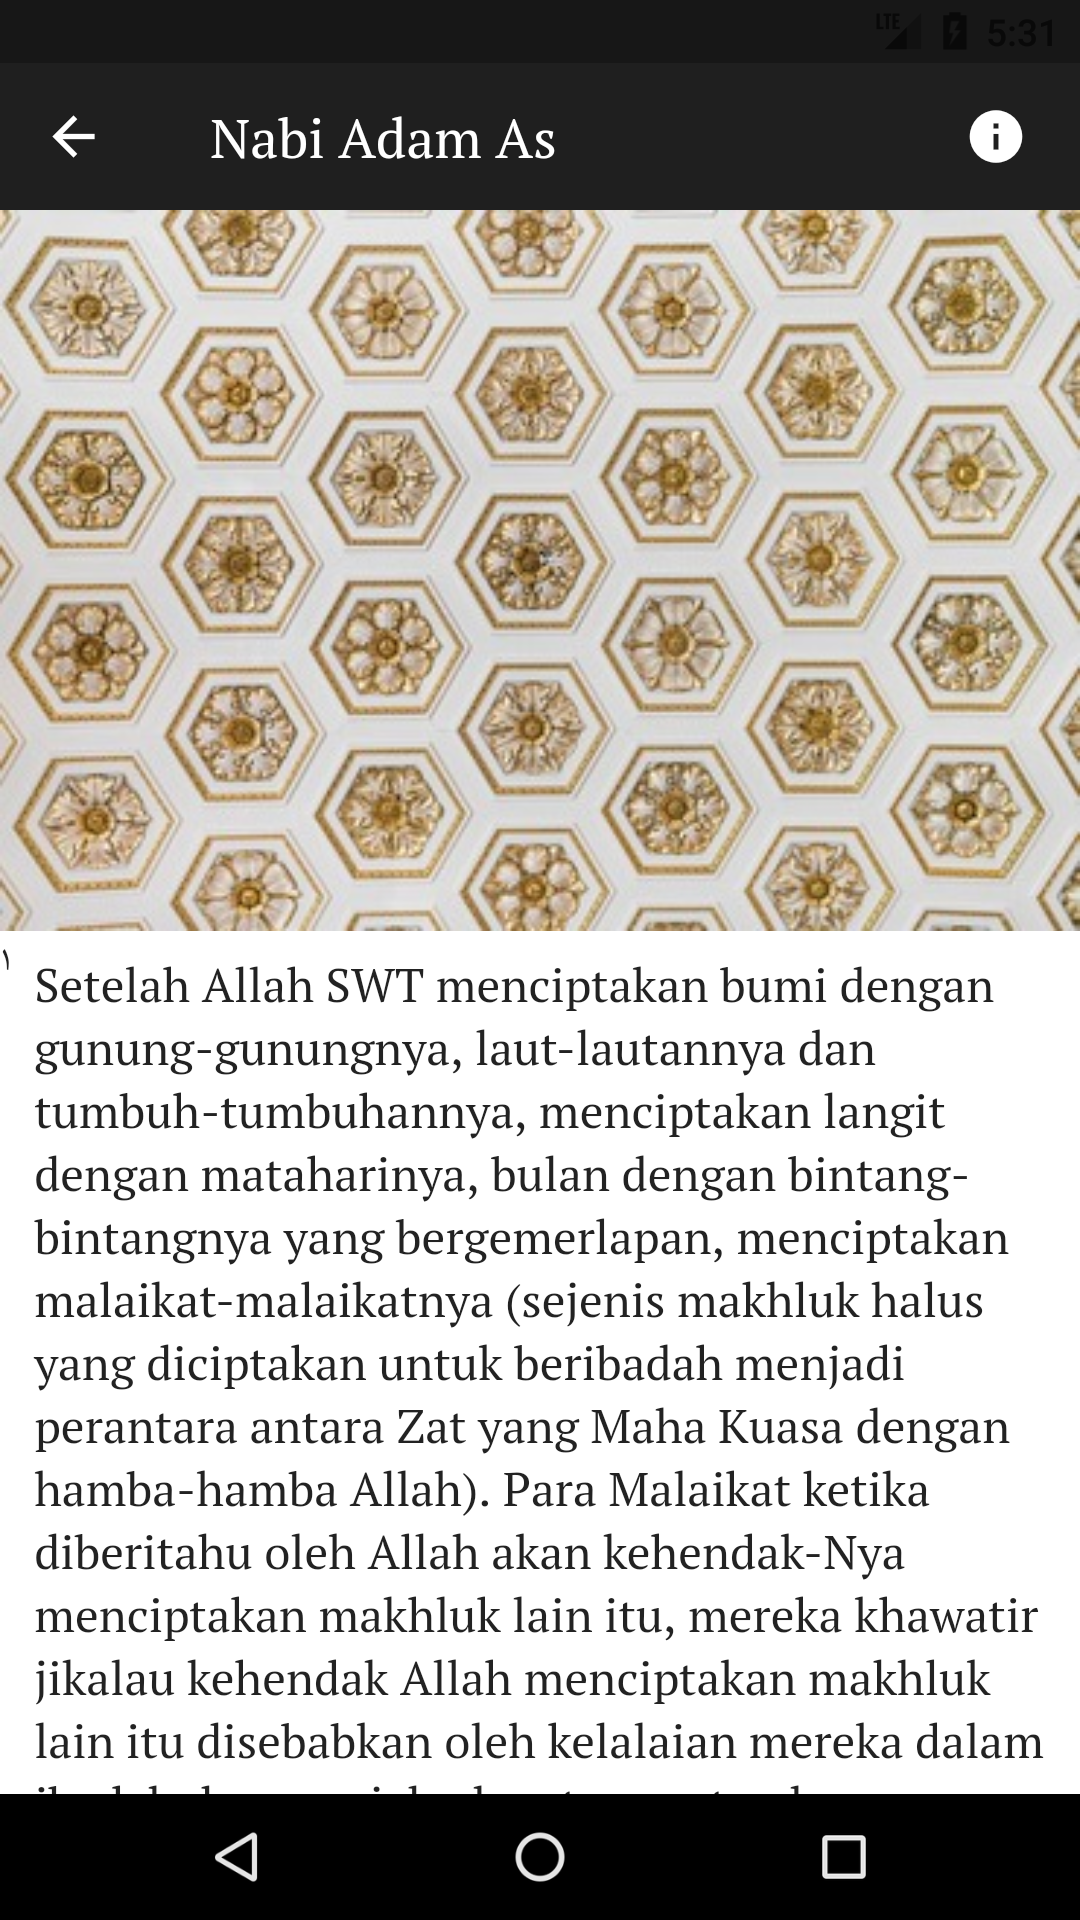 LTE 5:31
Nabi Adam As
١
Setelah Allah SWT menciptakan bumi dengan
gunung-gunungnya, laut-lautannya dan
tumbuh-tumbuhannya, menciptakan langit
dengan mataharinya, bulan dengan bintang-
bintangnya yang bergemerlapan, menciptakan
malaikat-malaikatnya (sejenis makhluk halus
yang diciptakan untuk beribadah menjadi
perantara antara Zat yang Maha Kuasa dengan
hamba-hamba Allah). Para Malaikat ketika
diberitahu oleh Allah akan kehendak-Nya
menciptakan makhluk lain itu, mereka khawatir
jikalau kehendak Allah menciptakan makhluk
lain itu disebabkan oleh kelalaian mereka dalam